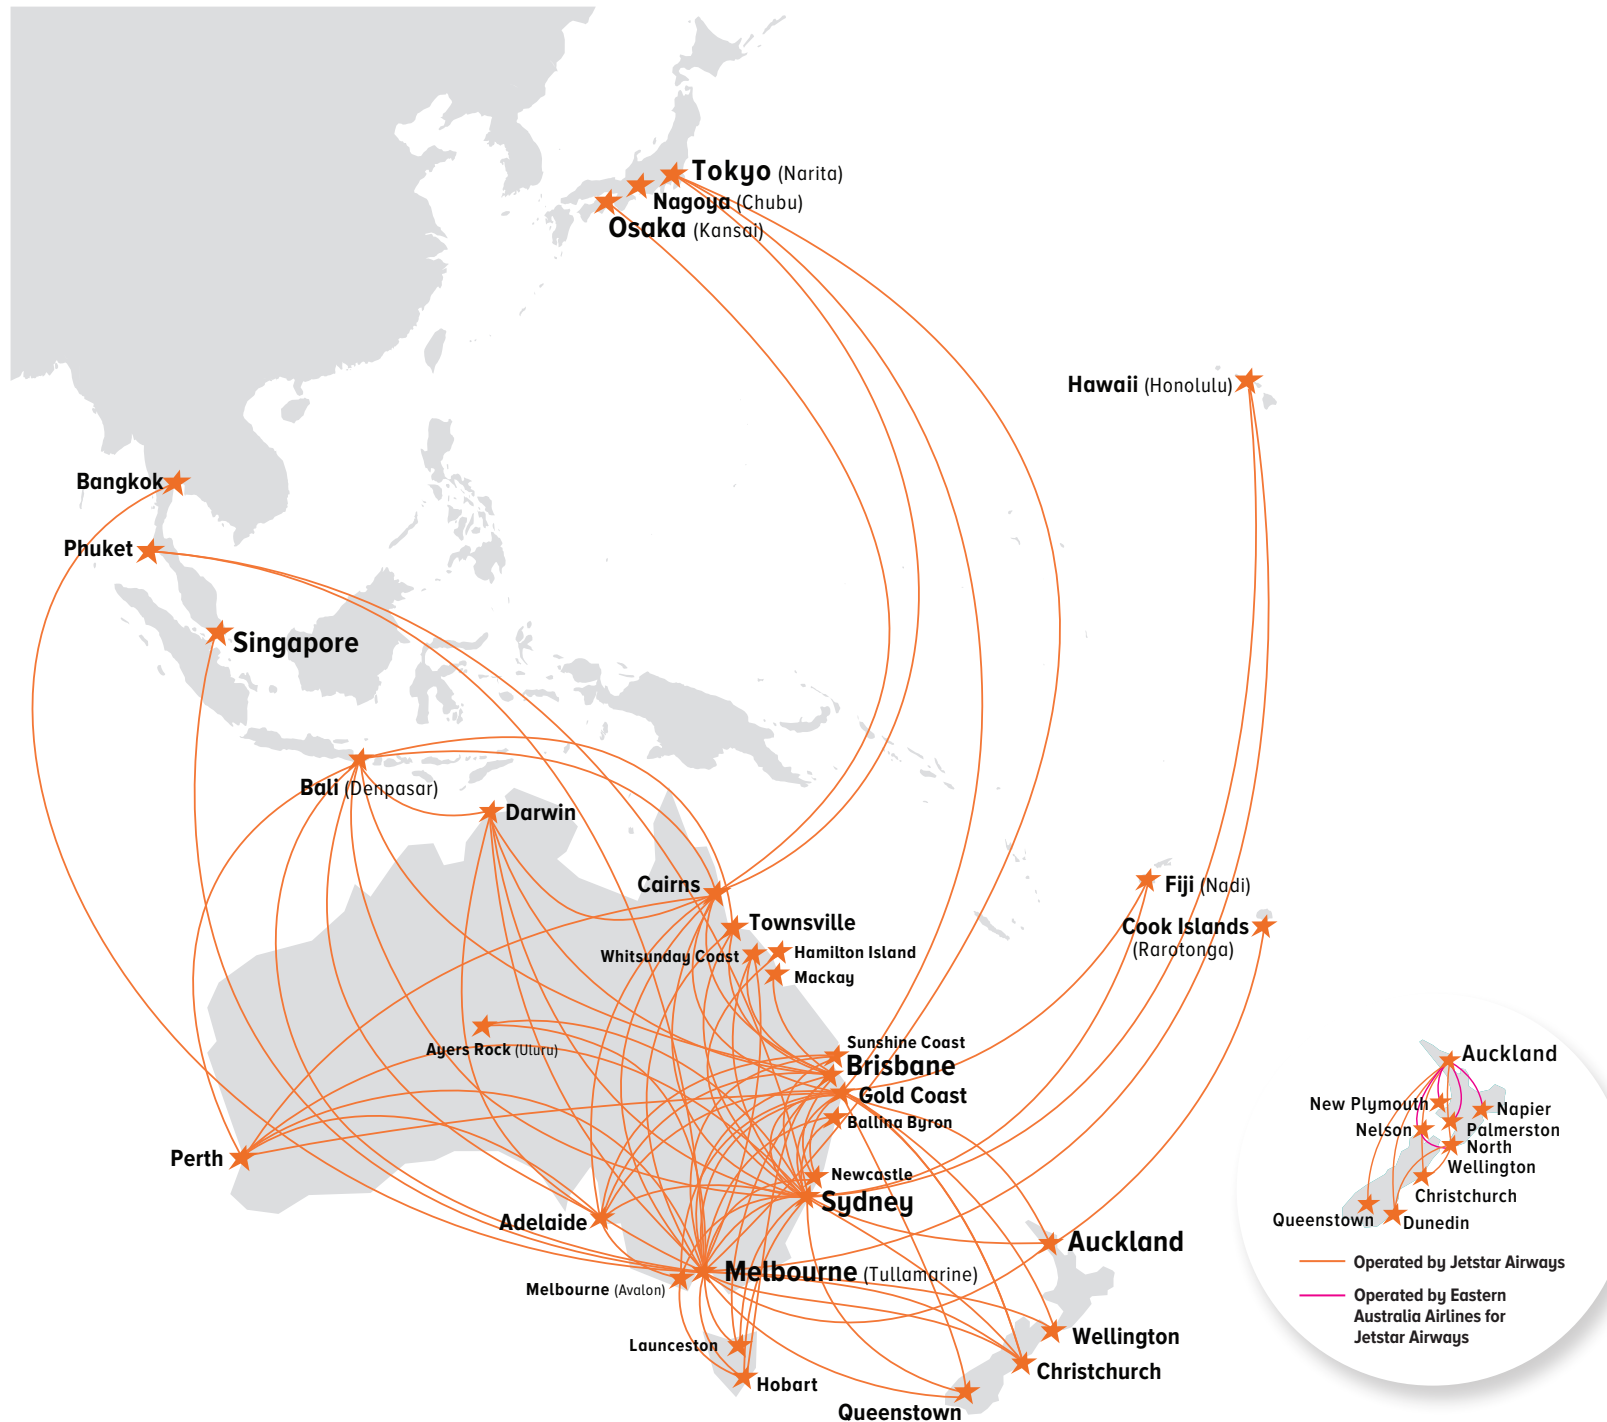 Tokyo (Narita)
Nagoya (Chubu)
Osaka (Kansai)
Hawaii (Honolulu)
Bangkok
Phuket
Singapore
Bali (Denpasar)
Darwin
Cairns
Fiji (Nadi)
Townsville
Cook Islands
(Rarotonga)
Whitsunday Coast
Hamilton Island
Mackay
Ayers Rock (Uluru)
Sunshine Coast
Brisbane
Gold Coast
Ballina Byron
Perth
Newcastle
Sydney
Adelaide
Auckland
Melbourne (Tullamarine)
Melbourne (Avalon)
Launceston
Wellington
Christchurch
Hobart
Queenstown
Auckland
New Plymouth
Napier
Nelson
Palmerston
North
Wellington
Christchurch
Queenstown
Dunedin
Operated by Jetstar Airways
Operated by Eastern
Australia Airlines for
Jetstar Airways